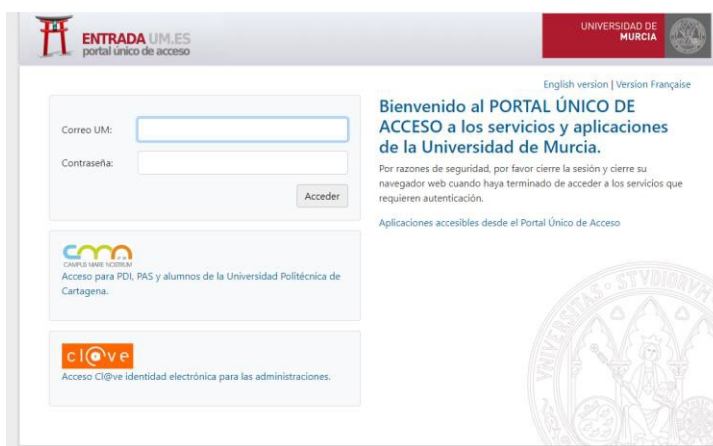 ENTRADA UM.ES
portal único de acceso
UNIVERSIDAD DE
MURCIA
English version | Version Française
Correo UM:
Contraseña:
Acceder
CAMPUS MARE NOSTRUM
Acceso para PDI, PAS y alumnos de la Universidad Politécnica de
Cartagena.
cl@ve
Acceso Cl@ve identidad electrónica para las administraciones.
Bienvenido al PORTAL ÚNICO DE
ACCESO a los servicios y aplicaciones
de la Universidad de Murcia.
Por razones de seguridad, por favor cierre la sesión y cierre su
navegador web cuando haya terminado de acceder a los servicios que
requieren autenticación.
Aplicaciones accesibles desde el Portal Único de Acceso